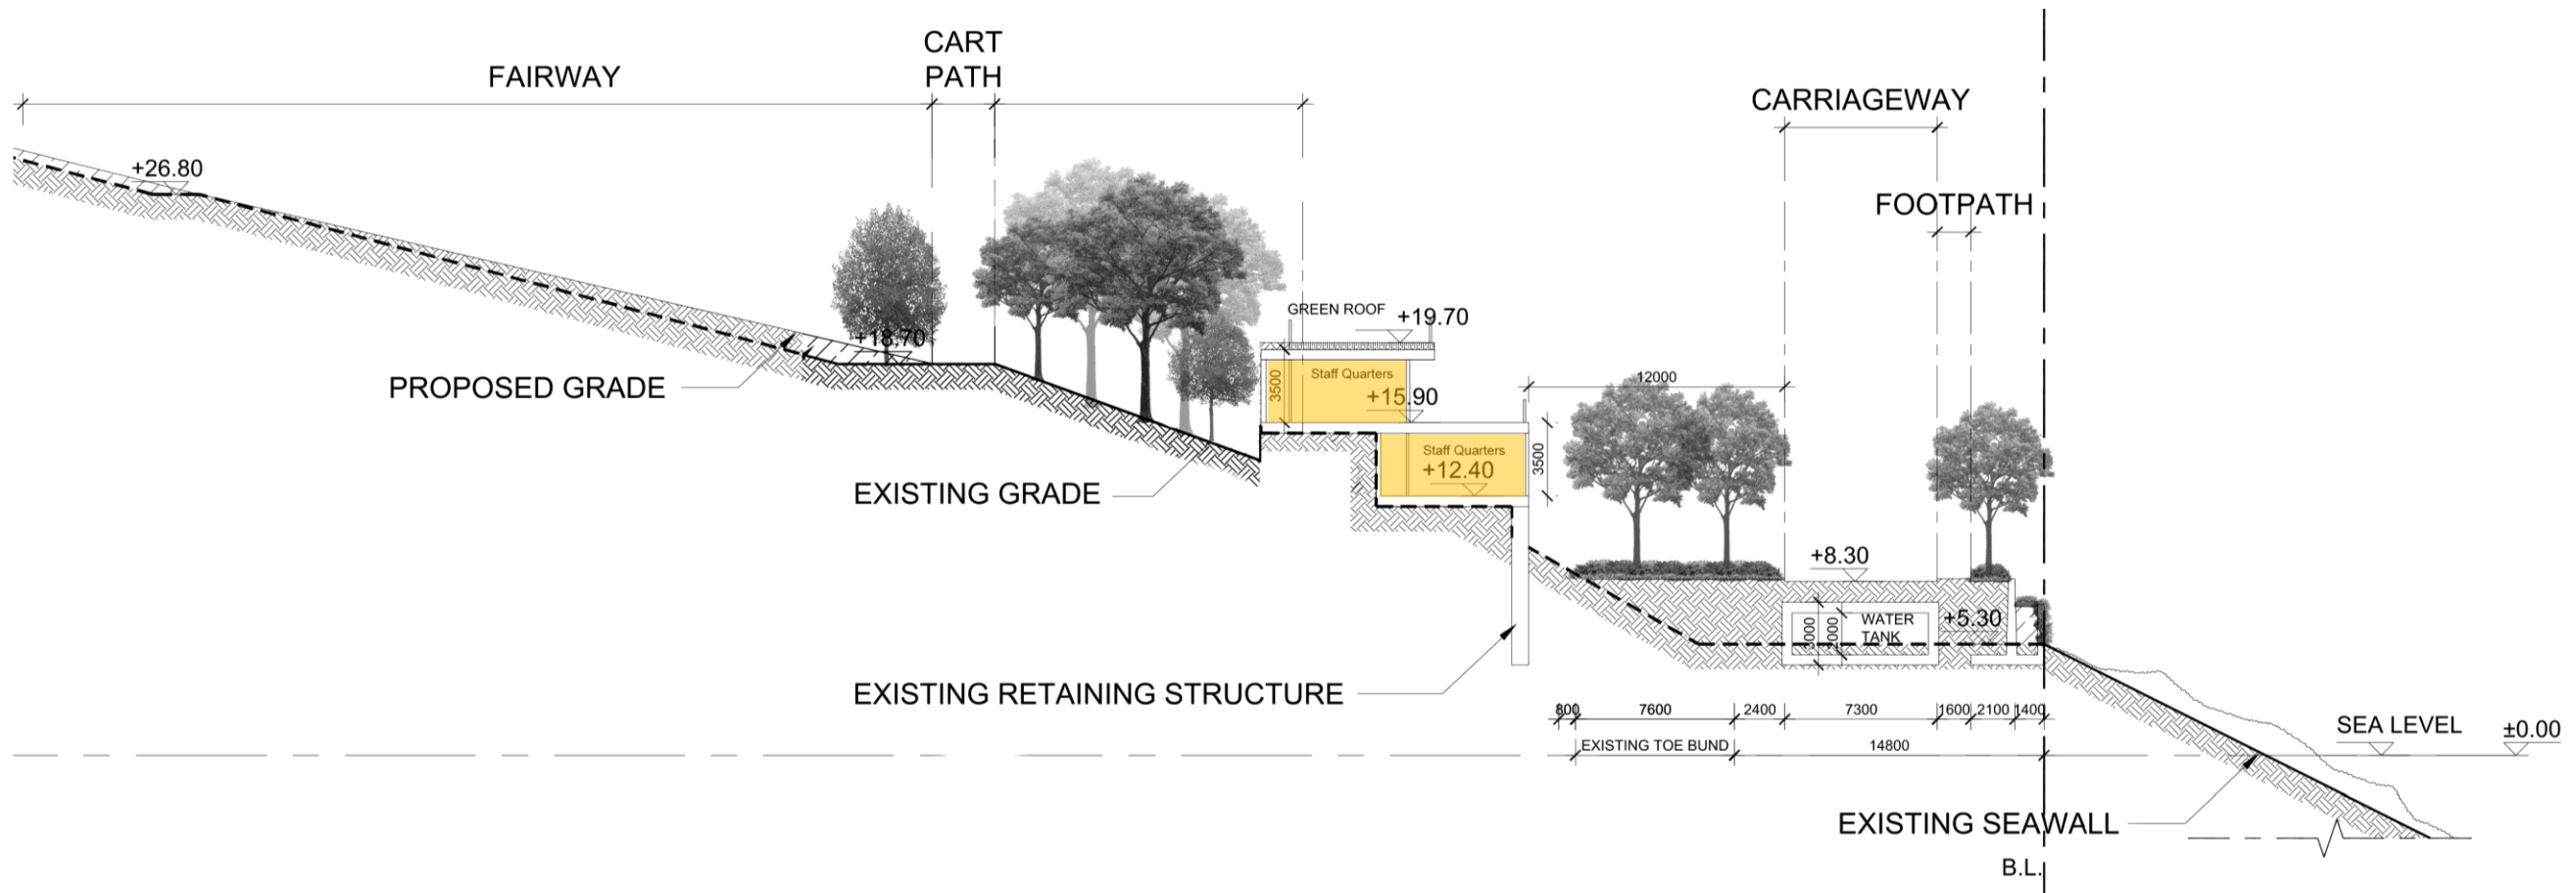 CART
PATH
FAIRWAY
CARRIAGEWAY
+26.80
FOOTPATH
GREEN ROOF
+19.70
+18.70
PROPOSED GRADE
Staff Quarters
3500
+15.90
12000
Staff Quarters
+12.40
3500
EXISTING GRADE
+8.30
WATER
TANK
3000
2000
+5.30
EXISTING RETAINING STRUCTURE
800
7600
2400
7300
1600
2100
1400
SEA LEVEL
±0.00
EXISTING TOE BUND
14800
EXISTING SEAWALL
B.L.